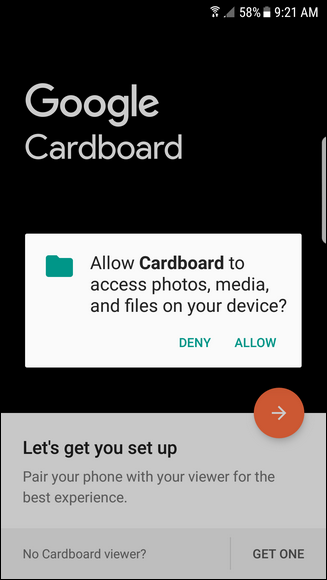 58% 9:21 AM
Google
Cardboard
Allow Cardboard to
access photos, media,
and files on your device?
DENY ALLOW
Let's get you set up
Pair your phone with your viewer for the
best experience.
No Cardboard viewer? GET ONE